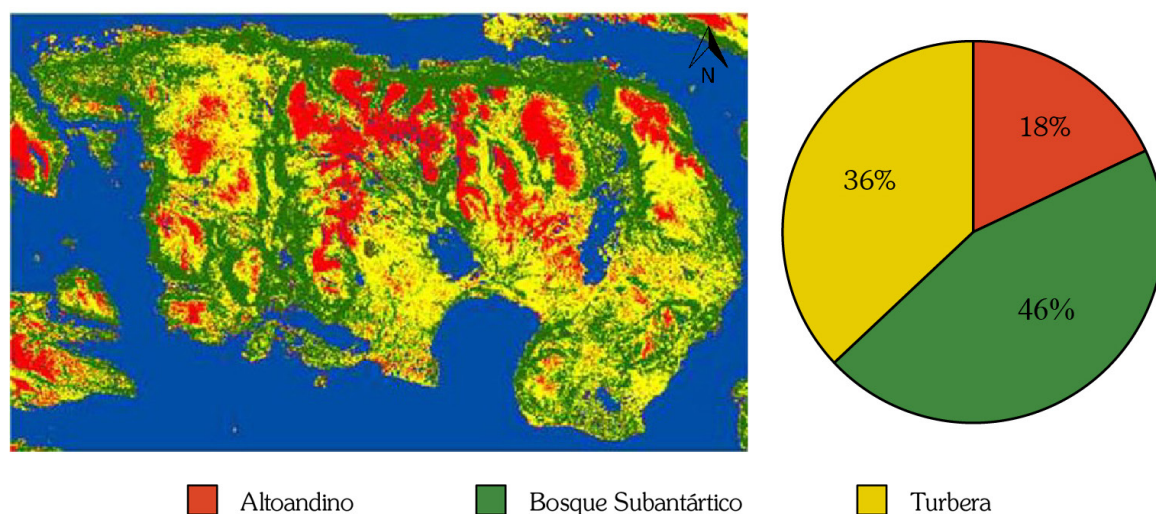 N
18%
36%
46%
Altoandino
Bosque Subantártico
Turbera